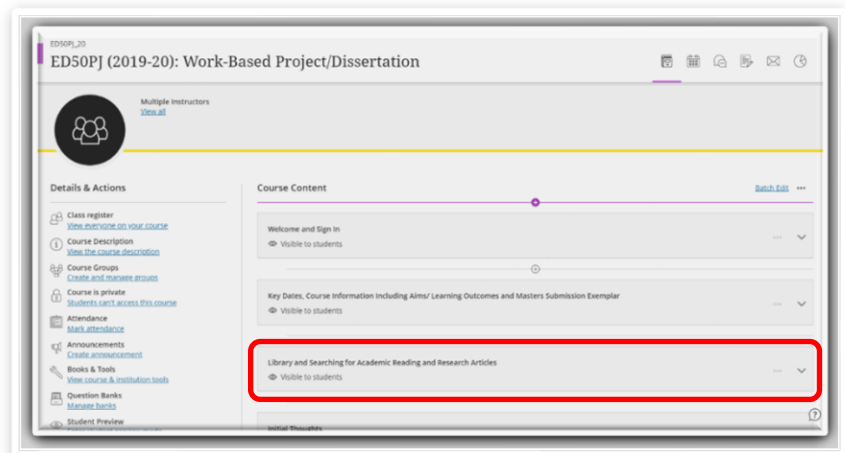 ED50PJ_20
ED50PJ (2019-20): Work-Based Project/Dissertation
Multiple Instructors
View all
Details & Actions
Class register
View everyone on your course
Course Description
View the course description
Course Groups
Create and manage groups
Course is private
Students can't access this course
Attendance
Mark attendance
Announcements
Create announcement
Books & Tools
View course & institution tools
Question Banks
Manage banks
Student Preview
Course Content
Batch Edit
Welcome and Sign In
Visible to students
Key Dates, Course Information Including Aims/ Learning Outcomes and Masters Submission Exemplar
Visible to students
Library and Searching for Academic Reading and Research Articles
Visible to students
Initial Thoughts